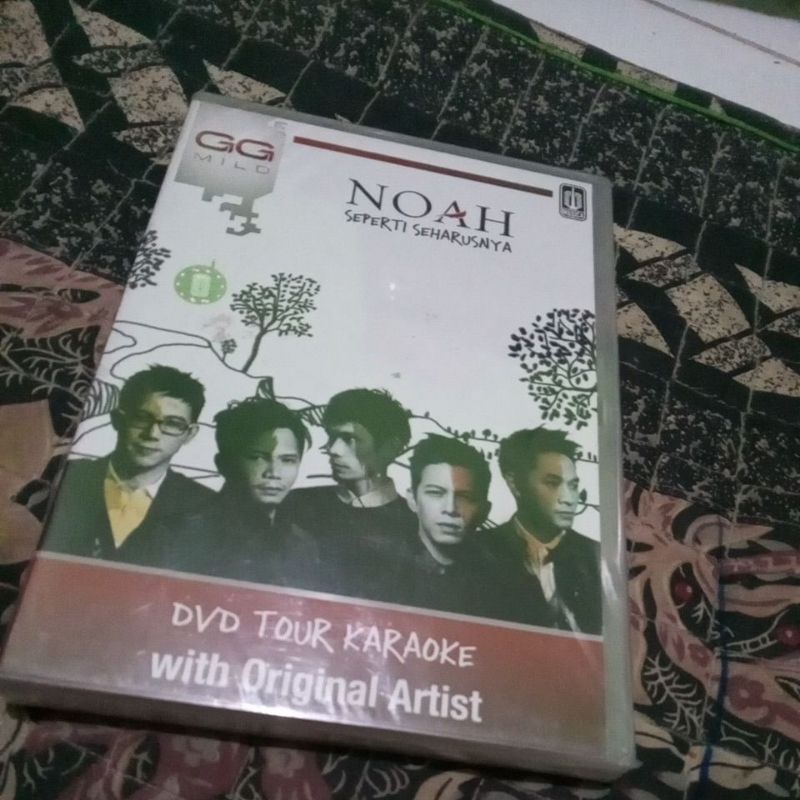 GG
MILD
NOAH
SEPERTI SEHARUSNYA
DVD TOUR KARAOKE
with Original Artist